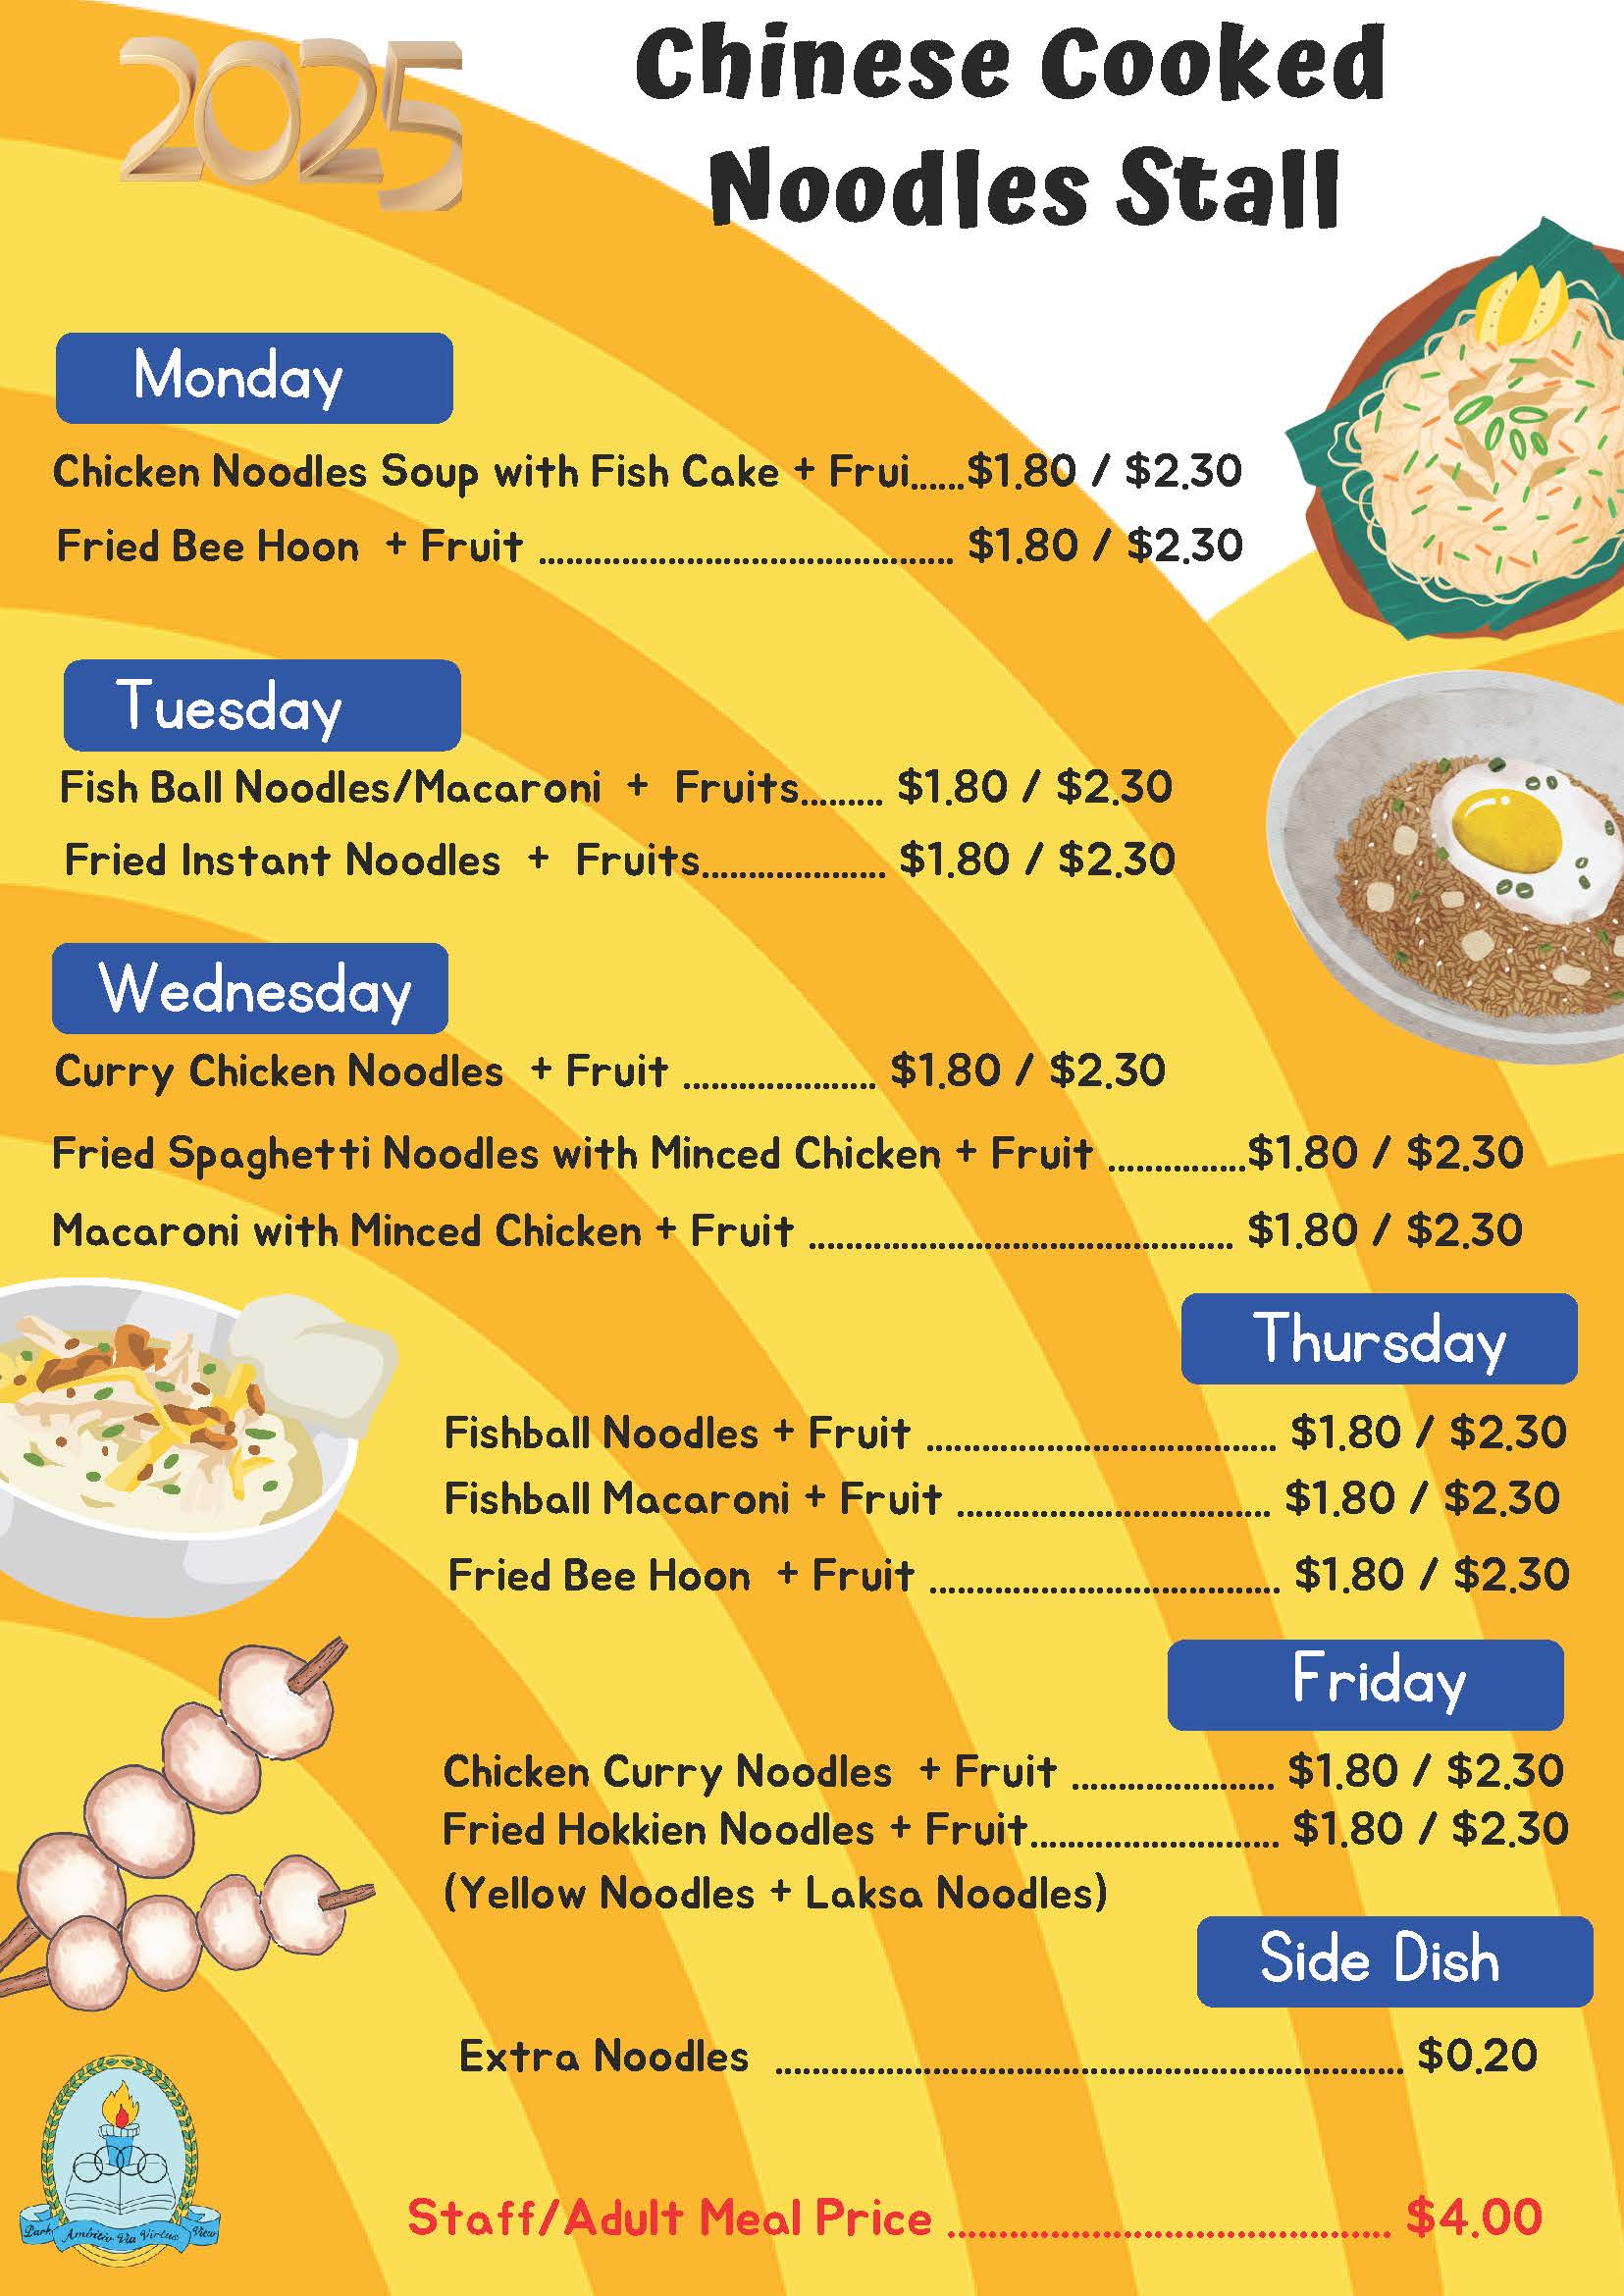 2025
Chinese Cooked
Noodles Stall
Monday
Chicken Noodles Soup with Fish Cake + Frui......$1.80 / $2.30
Fried Bee Hoon + Fruit ............................................ $1.80 / $2.30
Tuesday
Fish Ball Noodles/Macaroni + Fruits......... $1.80 / $2.30
Fried Instant Noodles + Fruits.................... $1.80 / $2.30
Wednesday
Curry Chicken Noodles + Fruit ..................... $1.80 / $2.30
Fried Spaghetti Noodles with Minced Chicken + Fruit ...............$1.80 / $2.30
Macaroni with Minced Chicken + Fruit .............................................. $1.80 / $2.30
Thursday
Fishball Noodles + Fruit ...................................... $1.80 / $2.30
Fishball Macaroni + Fruit .................................. $1.80 / $2.30
Fried Bee Hoon + Fruit ...................................... $1.80 / $2.30
Friday
Chicken Curry Noodles + Fruit ...................... $1.80 / $2.30
Fried Hokkien Noodles + Fruit........................... $1.80 / $2.30
(Yellow Noodles + Laksa Noodles)
Side Dish
Extra Noodles .................................................................... $0.20
Park Ambitio Via Virtue View
Staff/Adult Meal Price ................................................ $4.00